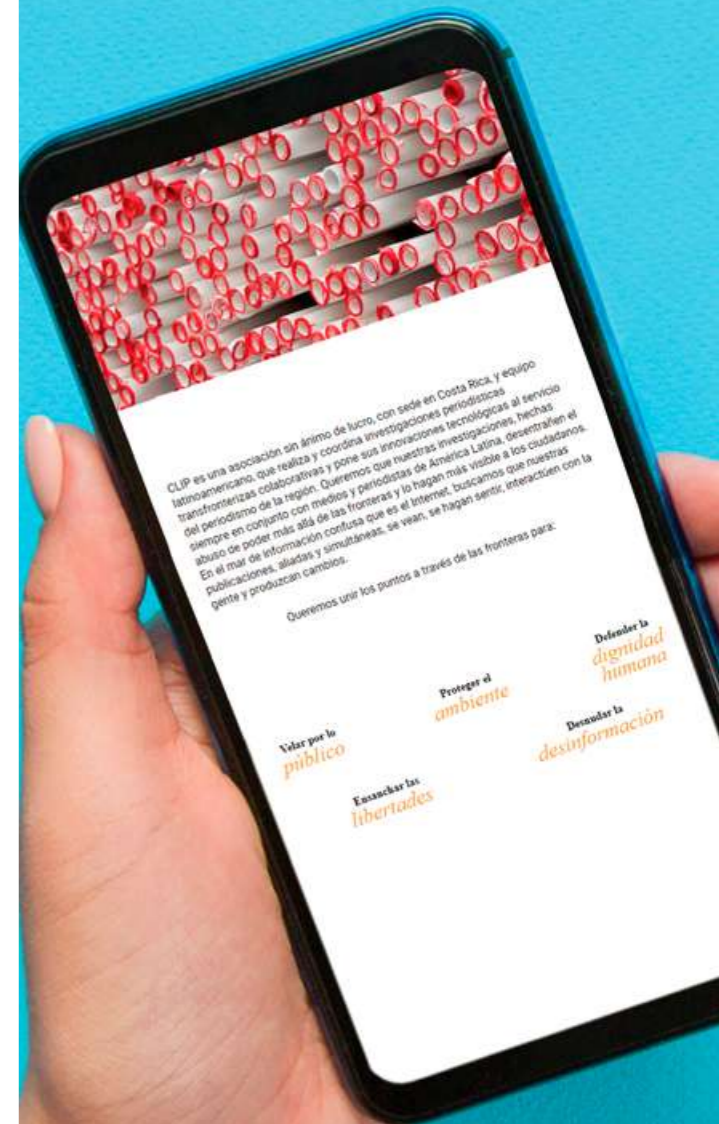 CLIP es una asociación sin ánimo de lucro, con sede en Costa Rica, y equipo
latinoamericano, que realiza y coordina investigaciones periodísticas
transfronterizas colaborativas y pone sus innovaciones tecnológicas al servicio
del periodismo de la región. Queremos que nuestras investigaciones, hechas
siempre en conjunto con medios y periodistas de América Latina, desentrañen el
abuso de poder más allá de las fronteras y lo hagan más visible a los ciudadanos.
En el mar de información confusa que es el Internet, buscamos que nuestras
publicaciones, aliadas y simultáneas, se vean, se hagan sentir, interactúen con la
gente y produzcan cambios.
Queremos unir los puntos a través de las fronteras para:
Velar por lo
público
Proteger el
ambiente
Defender la
dignidad
humana
Ensanchar las
libertades
Desnudar la
desinformación